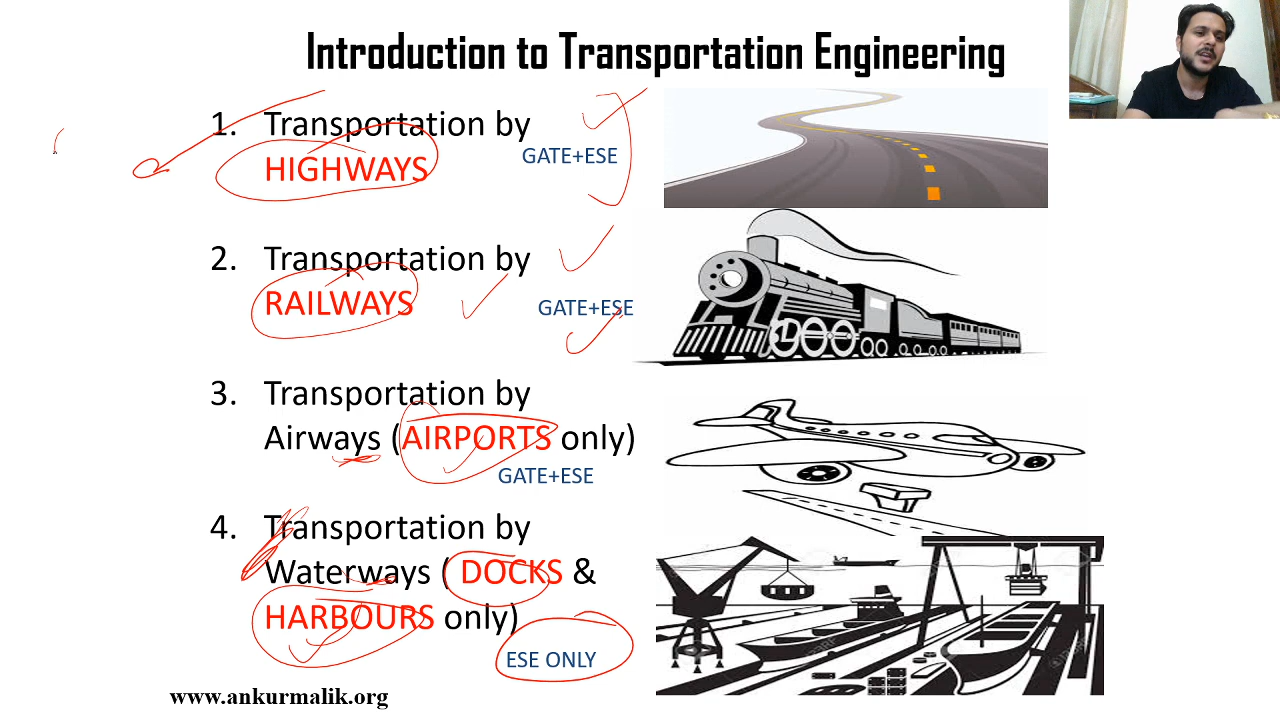 Introduction to Transportation Engineering
1. Transportation by
HIGHWAYS
GATE+ESE
2. Transportation by
RAILWAYS
GATE+ESE
3. Transportation by
Airways (AIRPORTS only)
GATE+ESE
4. Transportation by
Waterways ( DOCKS &
HARBOURS only)
ESE ONLY
www.ankurmalik.org